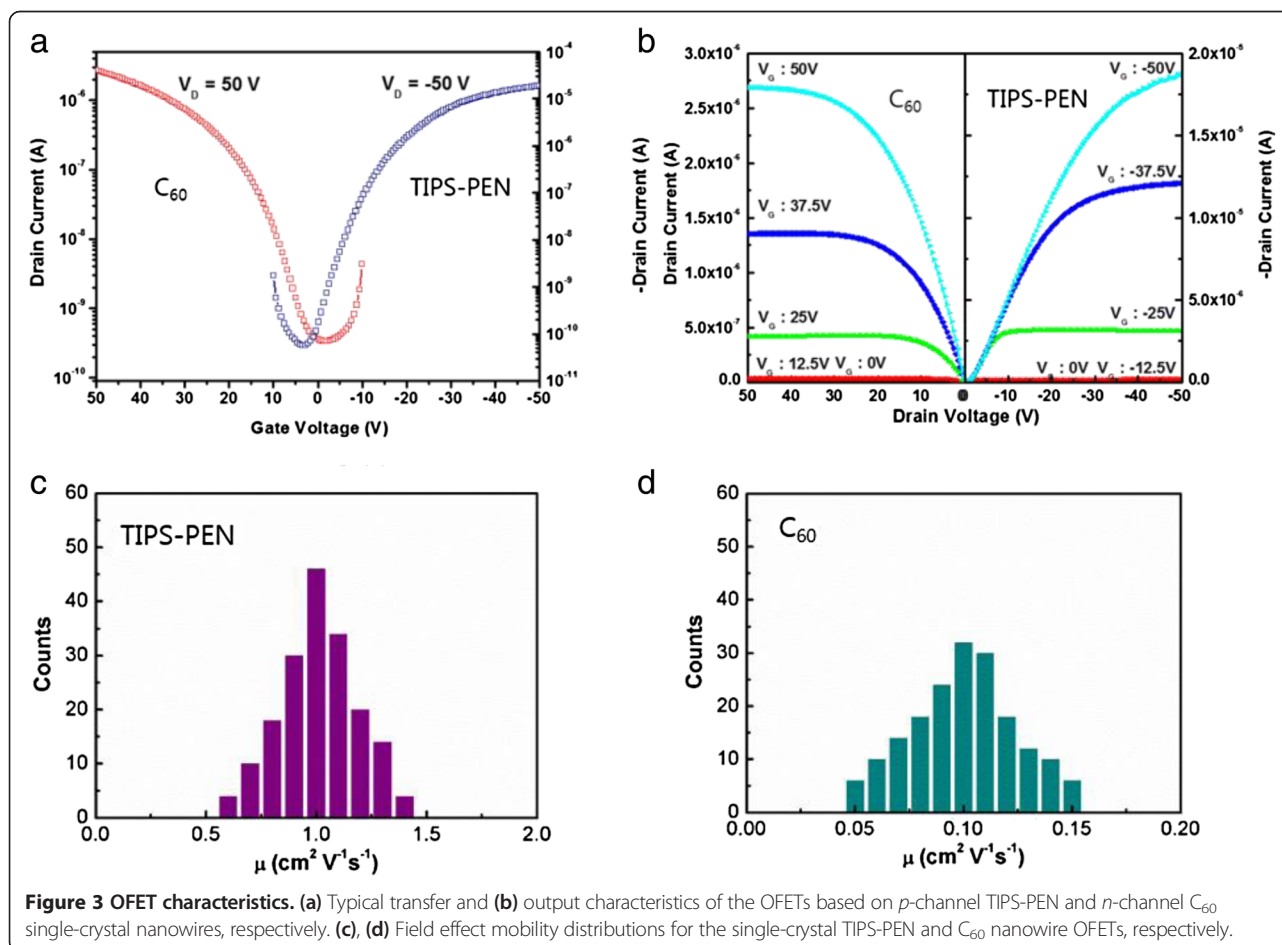 a
V_D = 50 V
V_D = -50 V
C₆₀
TIPS-PEN
Drain Current (A)
10⁻⁶
10⁻⁷
10⁻⁸
10⁻⁹
10⁻¹⁰
10⁻⁴
10⁻⁵
10⁻⁶
10⁻⁷
10⁻⁸
10⁻⁹
10⁻¹⁰
10⁻¹¹
-Drain Current (A)
50 40 30 20 10 0 -10 -20 -30 -40 -50
Gate Voltage (V)
b
Drain Current (A)
3.0x10⁻⁶
2.5x10⁻⁶
2.0x10⁻⁶
1.5x10⁻⁶
1.0x10⁻⁶
5.0x10⁻⁷
0.0
V_G : 50V
C₆₀
V_G : 37.5V
V_G : 25V
V_G : 12.5V V_G : 0V
V_G : -50V
TIPS-PEN
V_G : -37.5V
V_G : -25V
V_G : 0V V_G : -12.5V
2.0x10⁻⁵
1.5x10⁻⁵
1.0x10⁻⁵
5.0x10⁻⁶
0.0
-Drain Current (A)
50 40 30 20 10 0 -10 -20 -30 -40 -50
Drain Voltage (V)
c
TIPS-PEN
Counts
60
50
40
30
20
10
0
0.0 0.5 1.0 1.5 2.0
μ (cm² V⁻¹s⁻¹)
d
C₆₀
Counts
60
50
40
30
20
10
0
0.00 0.05 0.10 0.15 0.20
μ (cm² V⁻¹s⁻¹)
Figure 3 OFET characteristics. (a) Typical transfer and (b) output characteristics of the OFETs based on p-channel TIPS-PEN and n-channel C₆₀
single-crystal nanowires, respectively. (c), (d) Field effect mobility distributions for the single-crystal TIPS-PEN and C₆₀ nanowire OFETs, respectively.